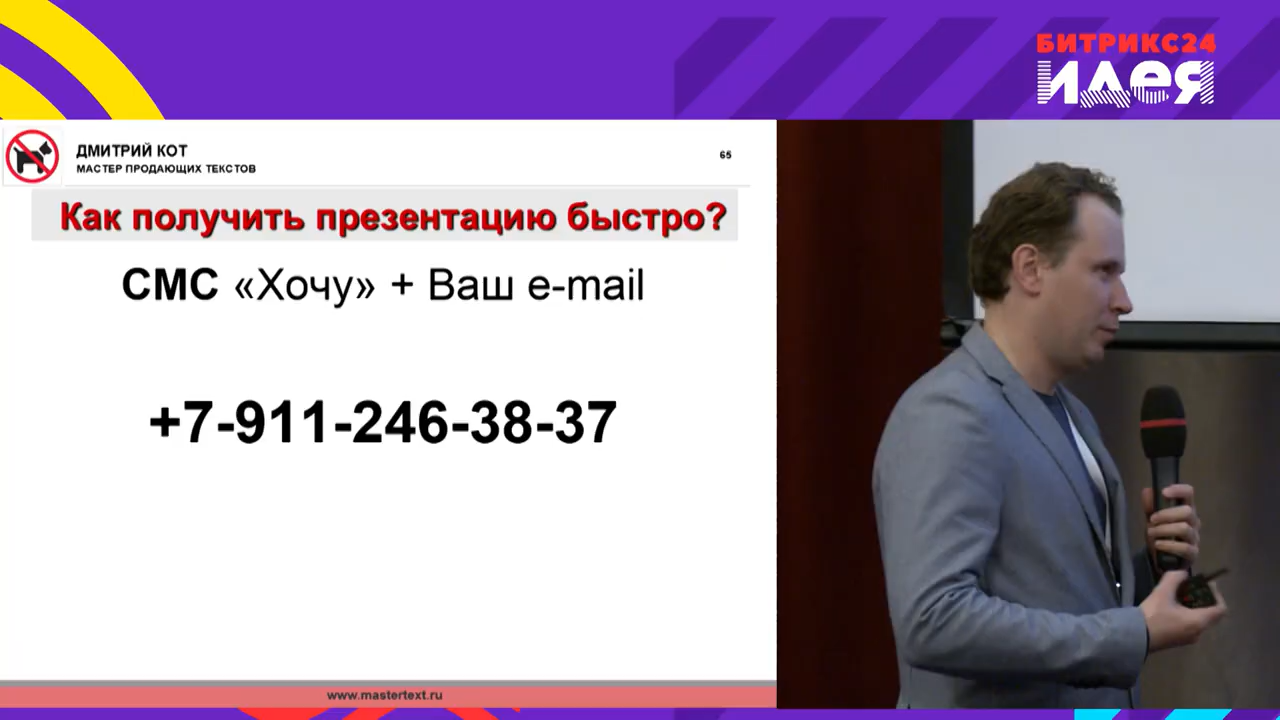 БИТРИКС24
ИДЕЯ
ДМИТРИЙ КОТ
МАСТЕР ПРОДАЮЩИХ ТЕКСТОВ
65
Как получить презентацию быстро?
СМС «Хочу» + Ваш e-mail
+7-911-246-38-37
www.mastertext.ru